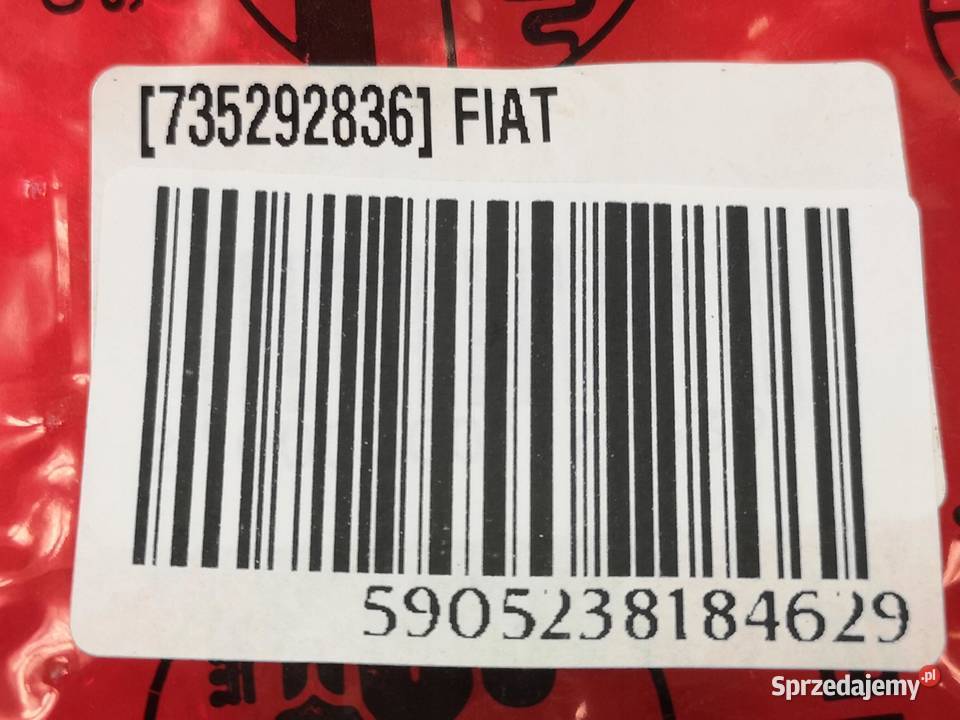 [735292836] FIAT
5905238184629
Sprzedajemy.pl